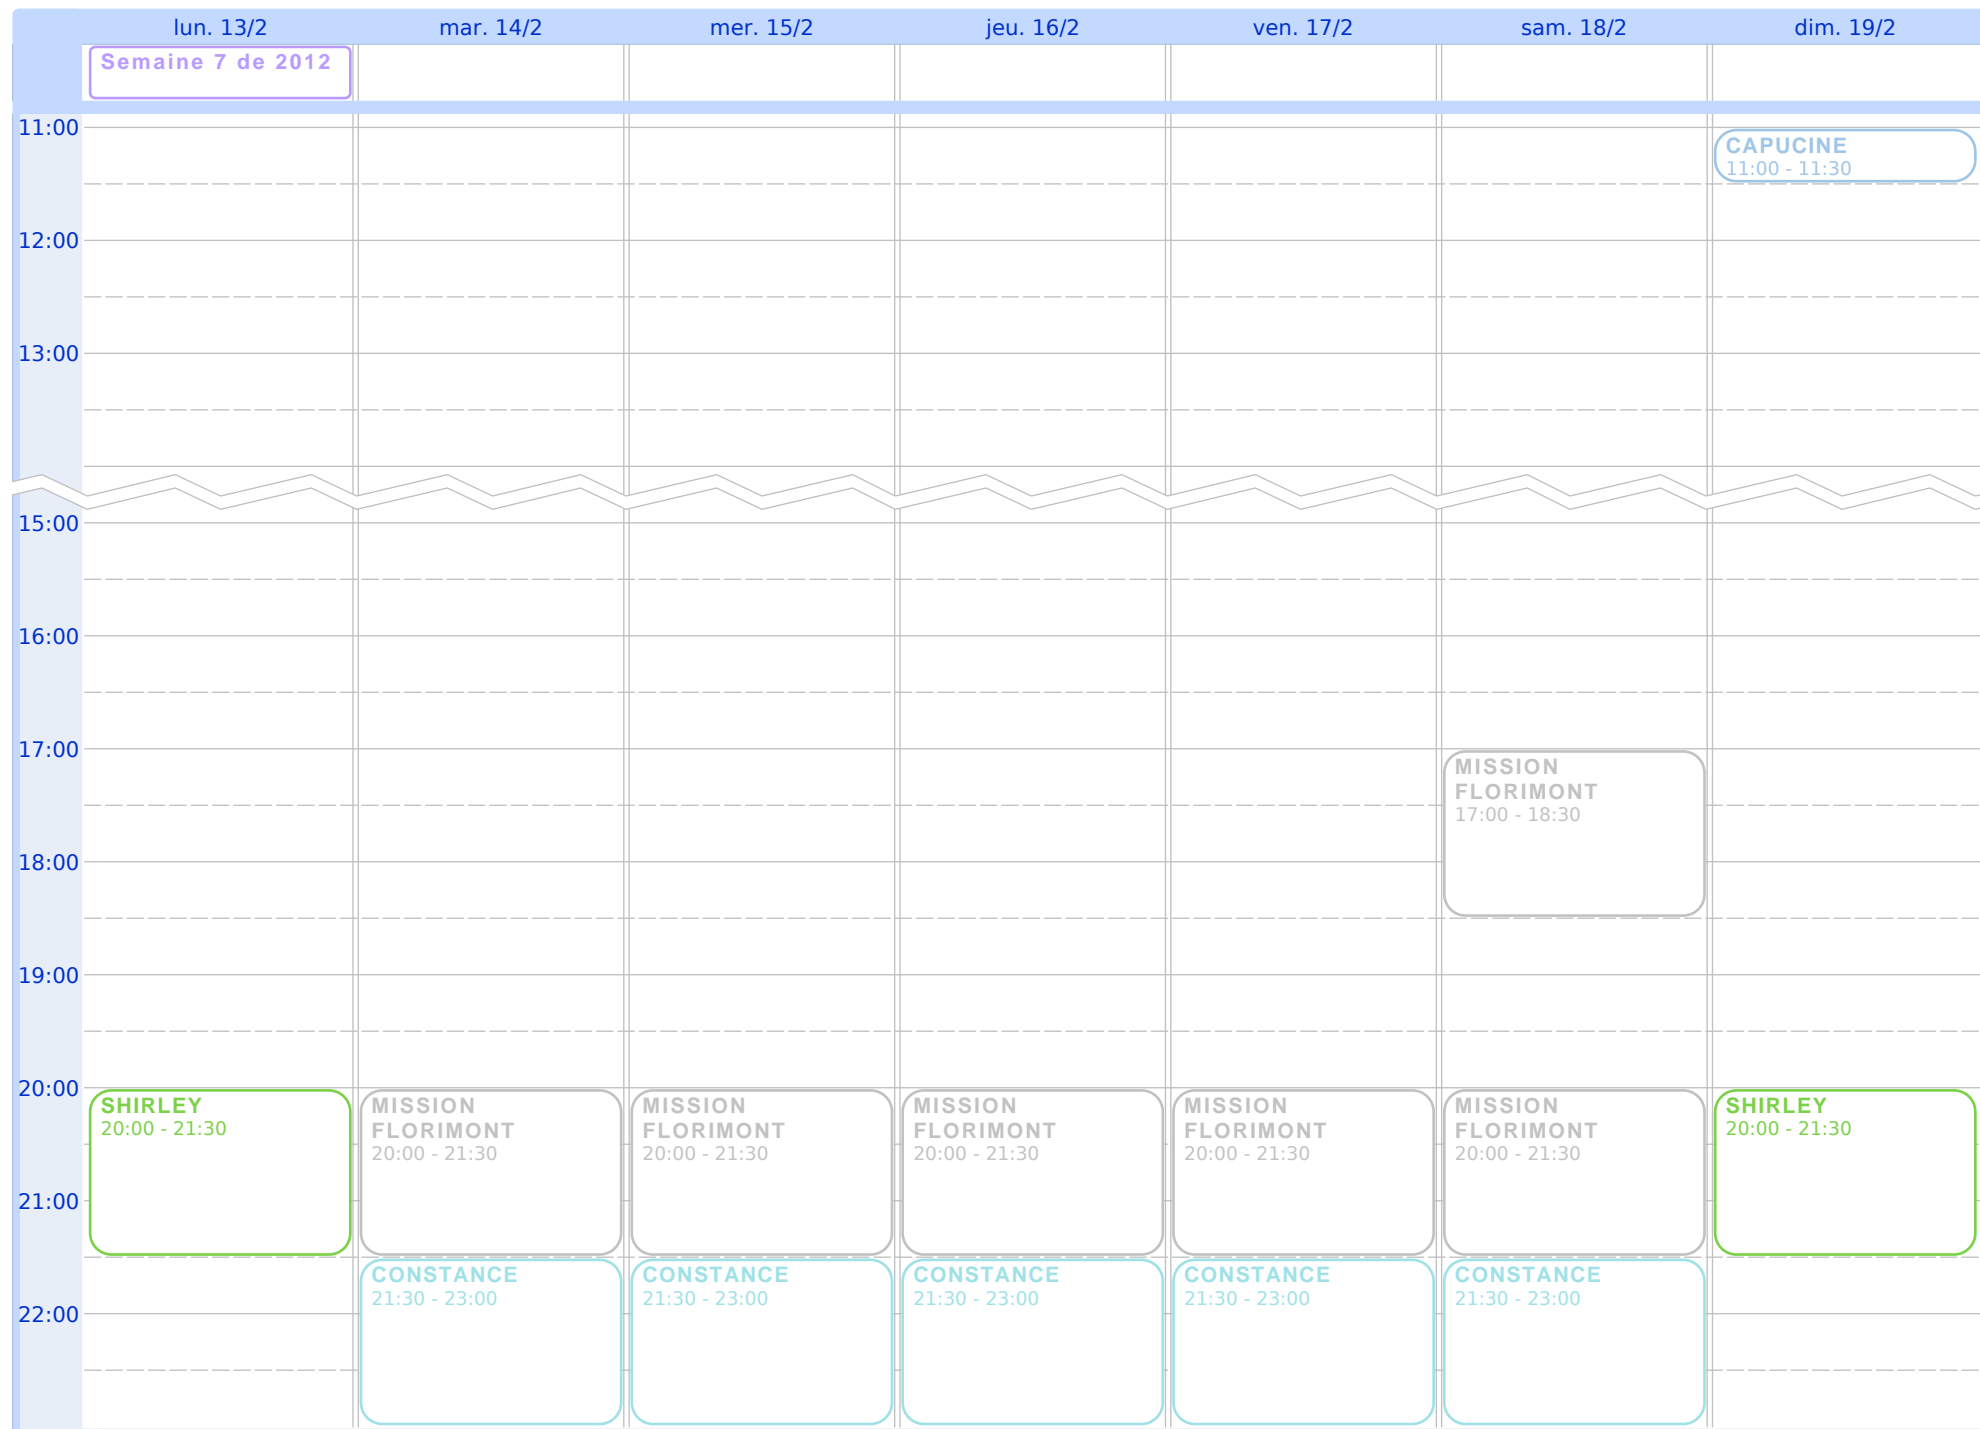 lun. 13/2 mar. 14/2 mer. 15/2 jeu. 16/2 ven. 17/2 sam. 18/2 dim. 19/2
Semaine 7 de 2012
11:00
CAPUCINE
11:00 - 11:30
12:00
13:00
15:00
16:00
17:00
MISSION
FLORIMONT
17:00 - 18:30
18:00
19:00
20:00
SHIRLEY
20:00 - 21:30
MISSION
FLORIMONT
20:00 - 21:30
MISSION
FLORIMONT
20:00 - 21:30
MISSION
FLORIMONT
20:00 - 21:30
MISSION
FLORIMONT
20:00 - 21:30
MISSION
FLORIMONT
20:00 - 21:30
SHIRLEY
20:00 - 21:30
21:00
CONSTANCE
21:30 - 23:00
CONSTANCE
21:30 - 23:00
CONSTANCE
21:30 - 23:00
CONSTANCE
21:30 - 23:00
CONSTANCE
21:30 - 23:00
22:00